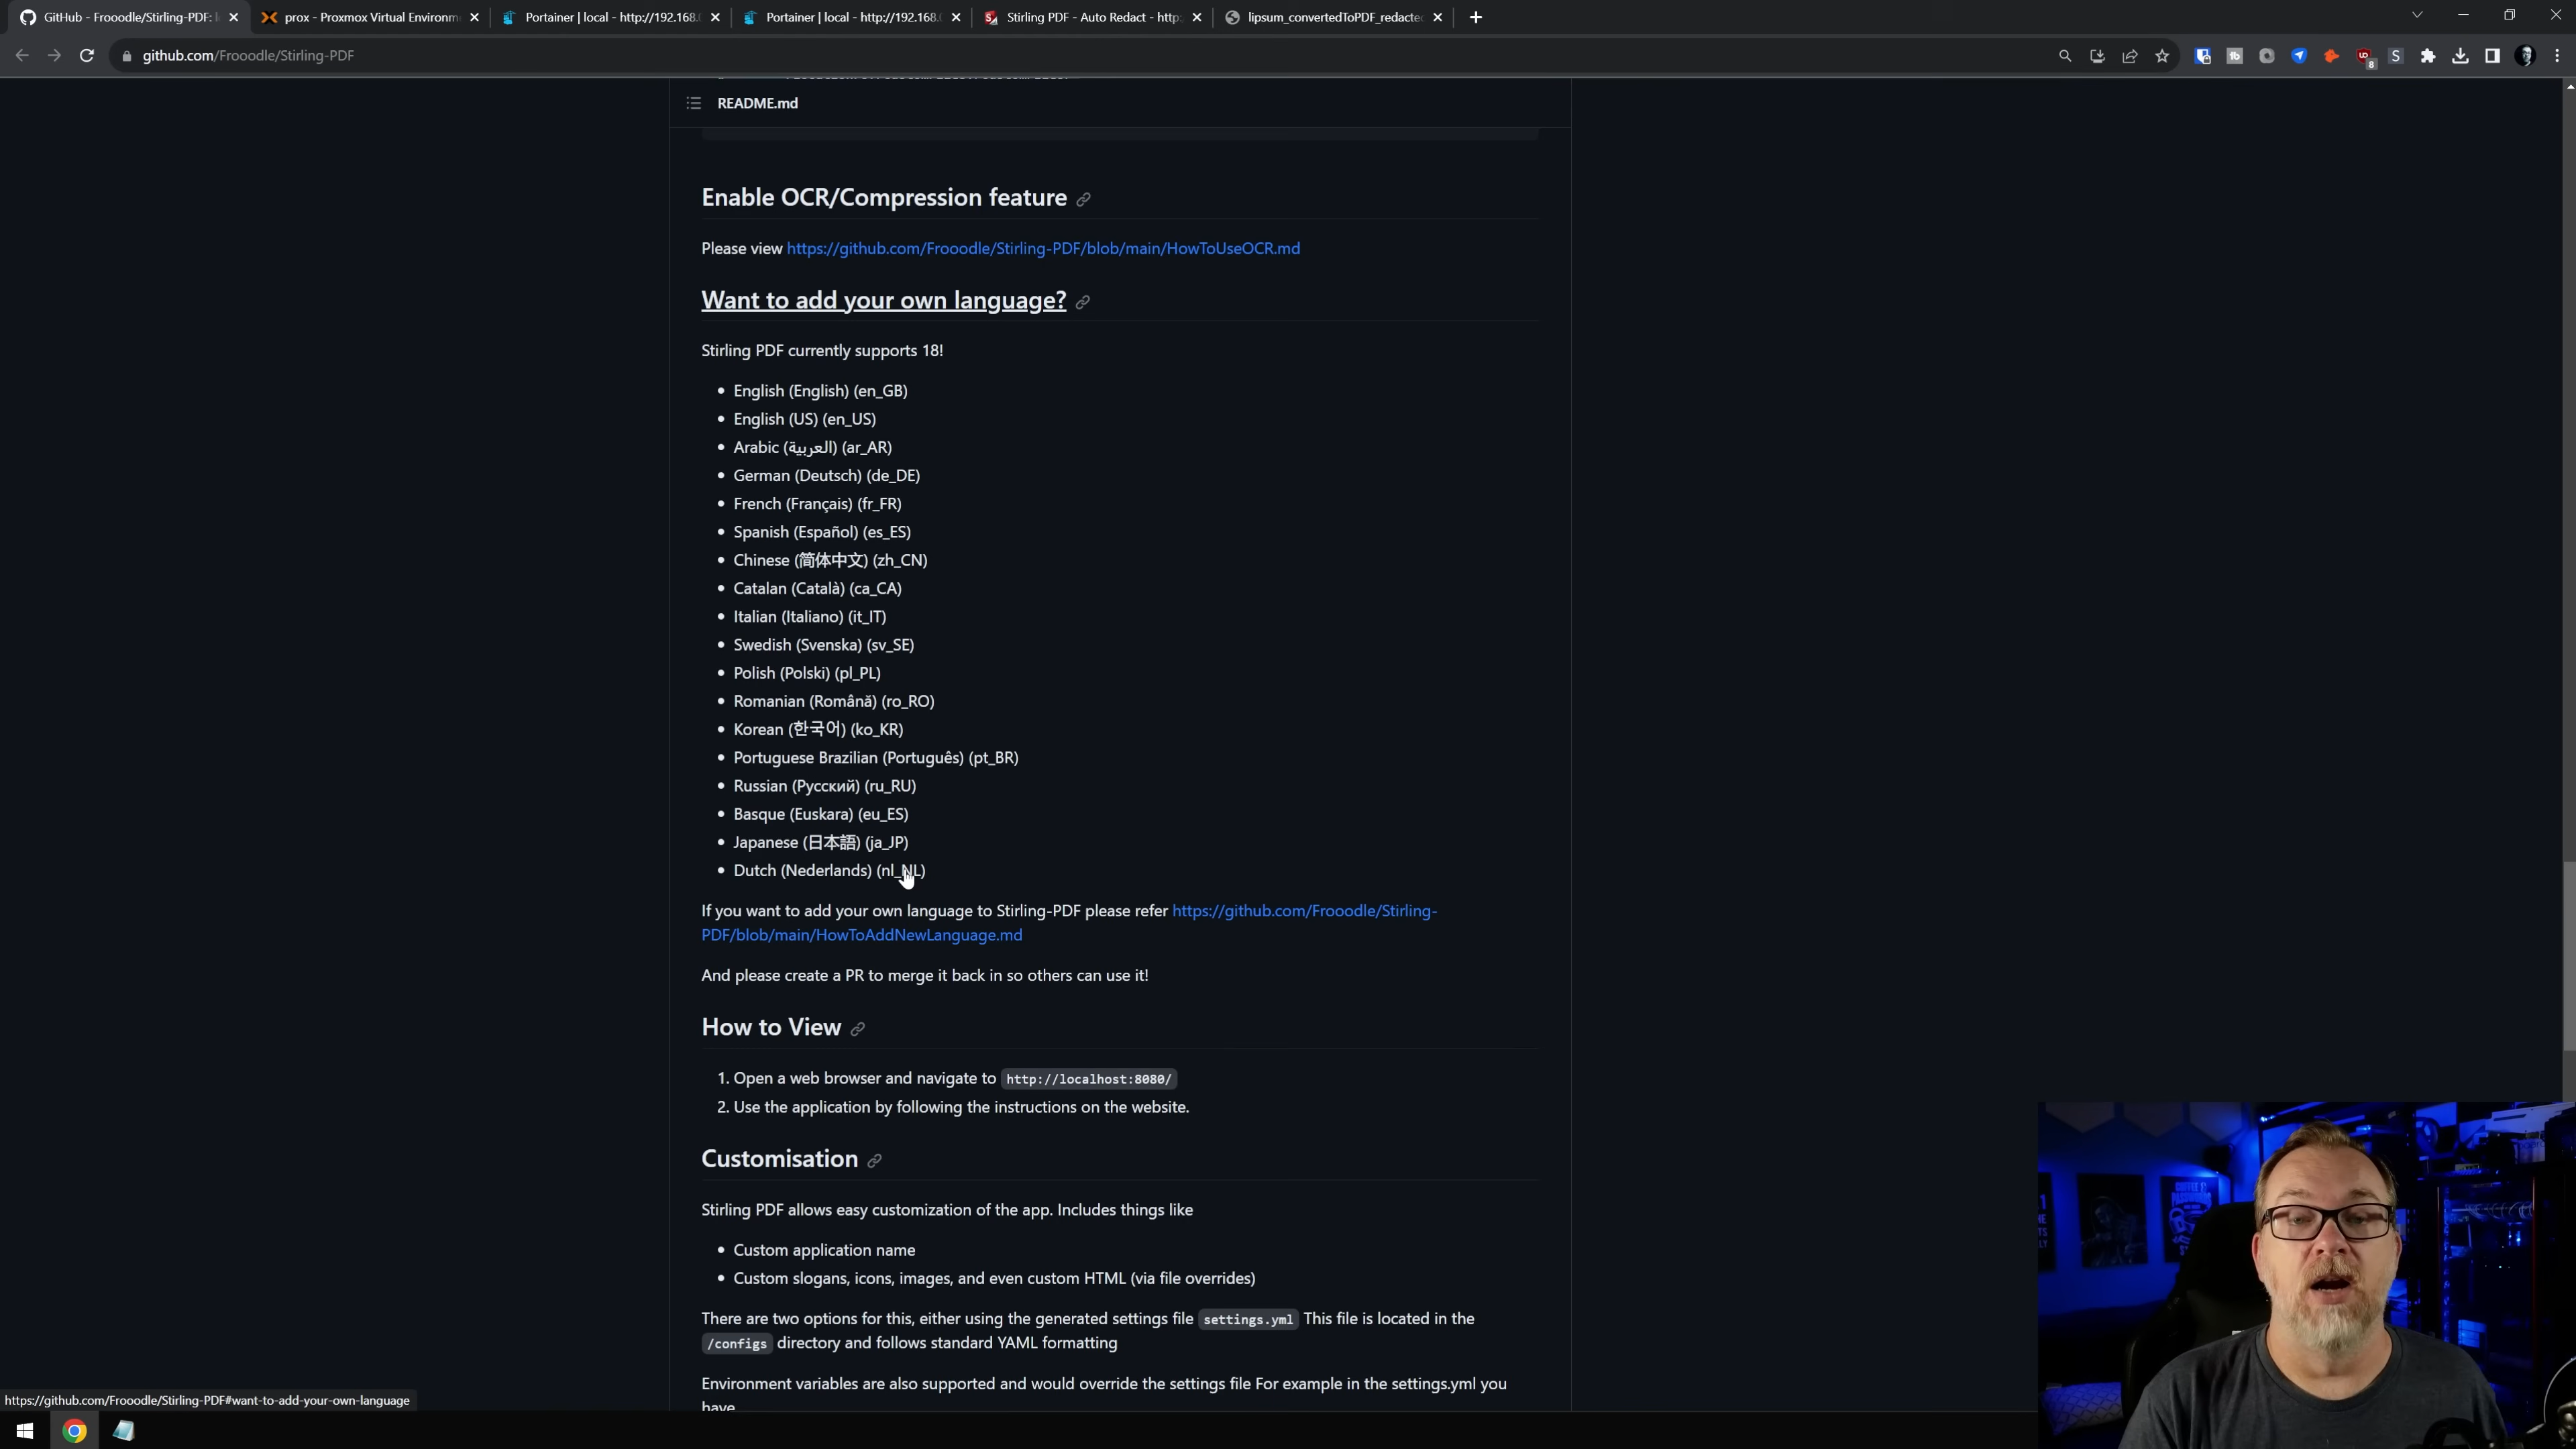 GitHub - Frooodle/Stirling-PDF: l
prox - Proxmox Virtual Environm
Portainer | local - http://192.168.
Portainer | local - http://192.168.
Stirling PDF - Auto Redact - http:
lipsum_convertedToPDF_redacted
github.com/Frooodle/Stirling-PDF
README.md
Enable OCR/Compression feature
Please view https://github.com/Frooodle/Stirling-PDF/blob/main/HowToUseOCR.md
Want to add your own language?
Stirling PDF currently supports 18!
• English (English) (en_GB)
• English (US) (en_US)
• Arabic (العربية) (ar_AR)
• German (Deutsch) (de_DE)
• French (Français) (fr_FR)
• Spanish (Español) (es_ES)
• Chinese (简体中文) (zh_CN)
• Catalan (Català) (ca_CA)
• Italian (Italiano) (it_IT)
• Swedish (Svenska) (sv_SE)
• Polish (Polski) (pl_PL)
• Romanian (Română) (ro_RO)
• Korean (한국어) (ko_KR)
• Portuguese Brazilian (Português) (pt_BR)
• Russian (Русский) (ru_RU)
• Basque (Euskara) (eu_ES)
• Japanese (日本語) (ja_JP)
• Dutch (Nederlands) (nl_NL)
If you want to add your own language to Stirling-PDF please refer https://github.com/Frooodle/Stirling-
PDF/blob/main/HowToAddNewLanguage.md
And please create a PR to merge it back in so others can use it!
How to View
1. Open a web browser and navigate to http://localhost:8080/
2. Use the application by following the instructions on the website.
Customisation
Stirling PDF allows easy customization of the app. Includes things like
• Custom application name
• Custom slogans, icons, images, and even custom HTML (via file overrides)
There are two options for this, either using the generated settings file settings.yml This file is located in the
/configs directory and follows standard YAML formatting
Environment variables are also supported and would override the settings file For example in the settings.yml you
have
https://github.com/Frooodle/Stirling-PDF#want-to-add-your-own-language